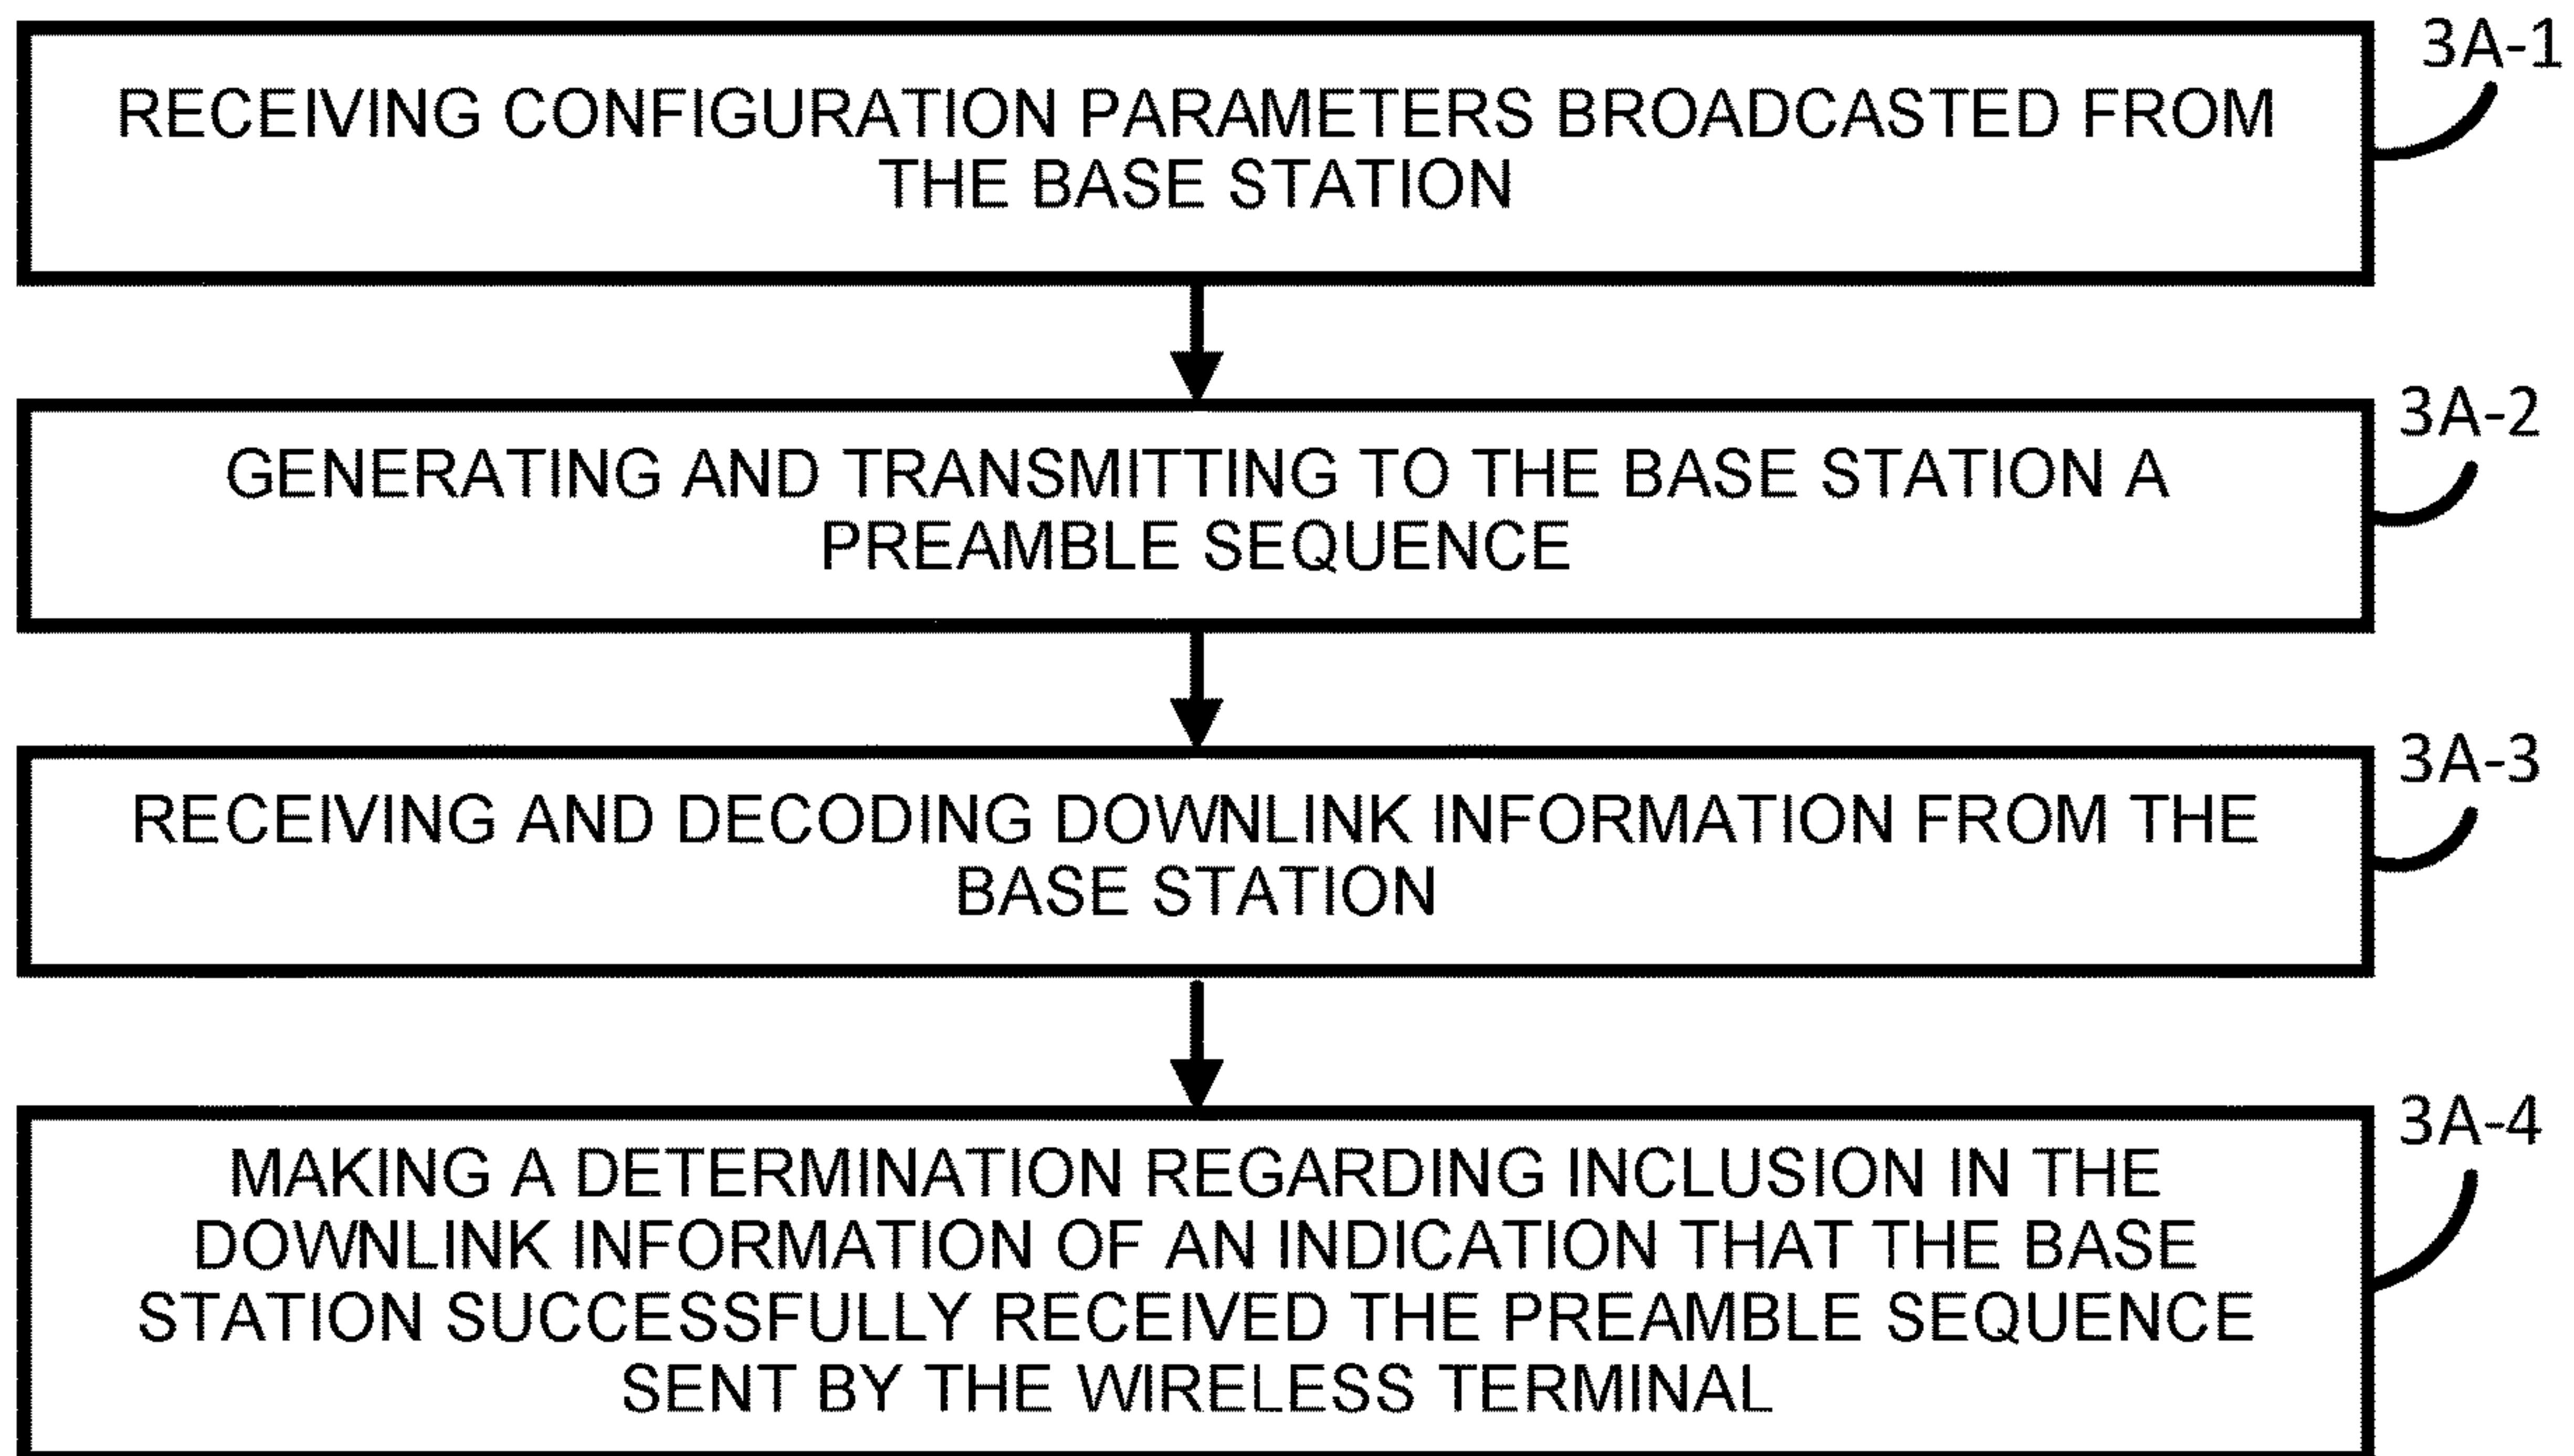 3A-1
RECEIVING CONFIGURATION PARAMETERS BROADCASTED FROM
THE BASE STATION
3A-2
GENERATING AND TRANSMITTING TO THE BASE STATION A
PREAMBLE SEQUENCE
3A-3
RECEIVING AND DECODING DOWNLINK INFORMATION FROM THE
BASE STATION
3A-4
MAKING A DETERMINATION REGARDING INCLUSION IN THE
DOWNLINK INFORMATION OF AN INDICATION THAT THE BASE
STATION SUCCESSFULLY RECEIVED THE PREAMBLE SEQUENCE
SENT BY THE WIRELESS TERMINAL